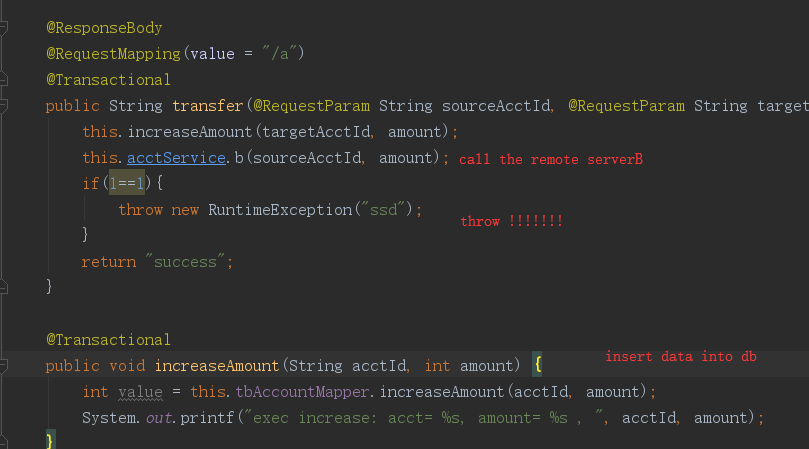 @ResponseBody
@RequestMapping(value = "/a")
@Transactional
public String transfer(@RequestParam String sourceAcctId, @RequestParam String target
this.increaseAmount(targetAcctId, amount);
this.acctService.b(sourceAcctId, amount); call the remote serverB
if(1==1){
throw new RuntimeException("ssd");
throw !!!!!!!
}
return "success";
}
@Transactional
public void increaseAmount(String acctId, int amount) { insert data into db
int value = this.tbAccountMapper.increaseAmount(acctId, amount);
System.out.printf("exec increase: acct= %s, amount= %s , ", acctId, amount);
}